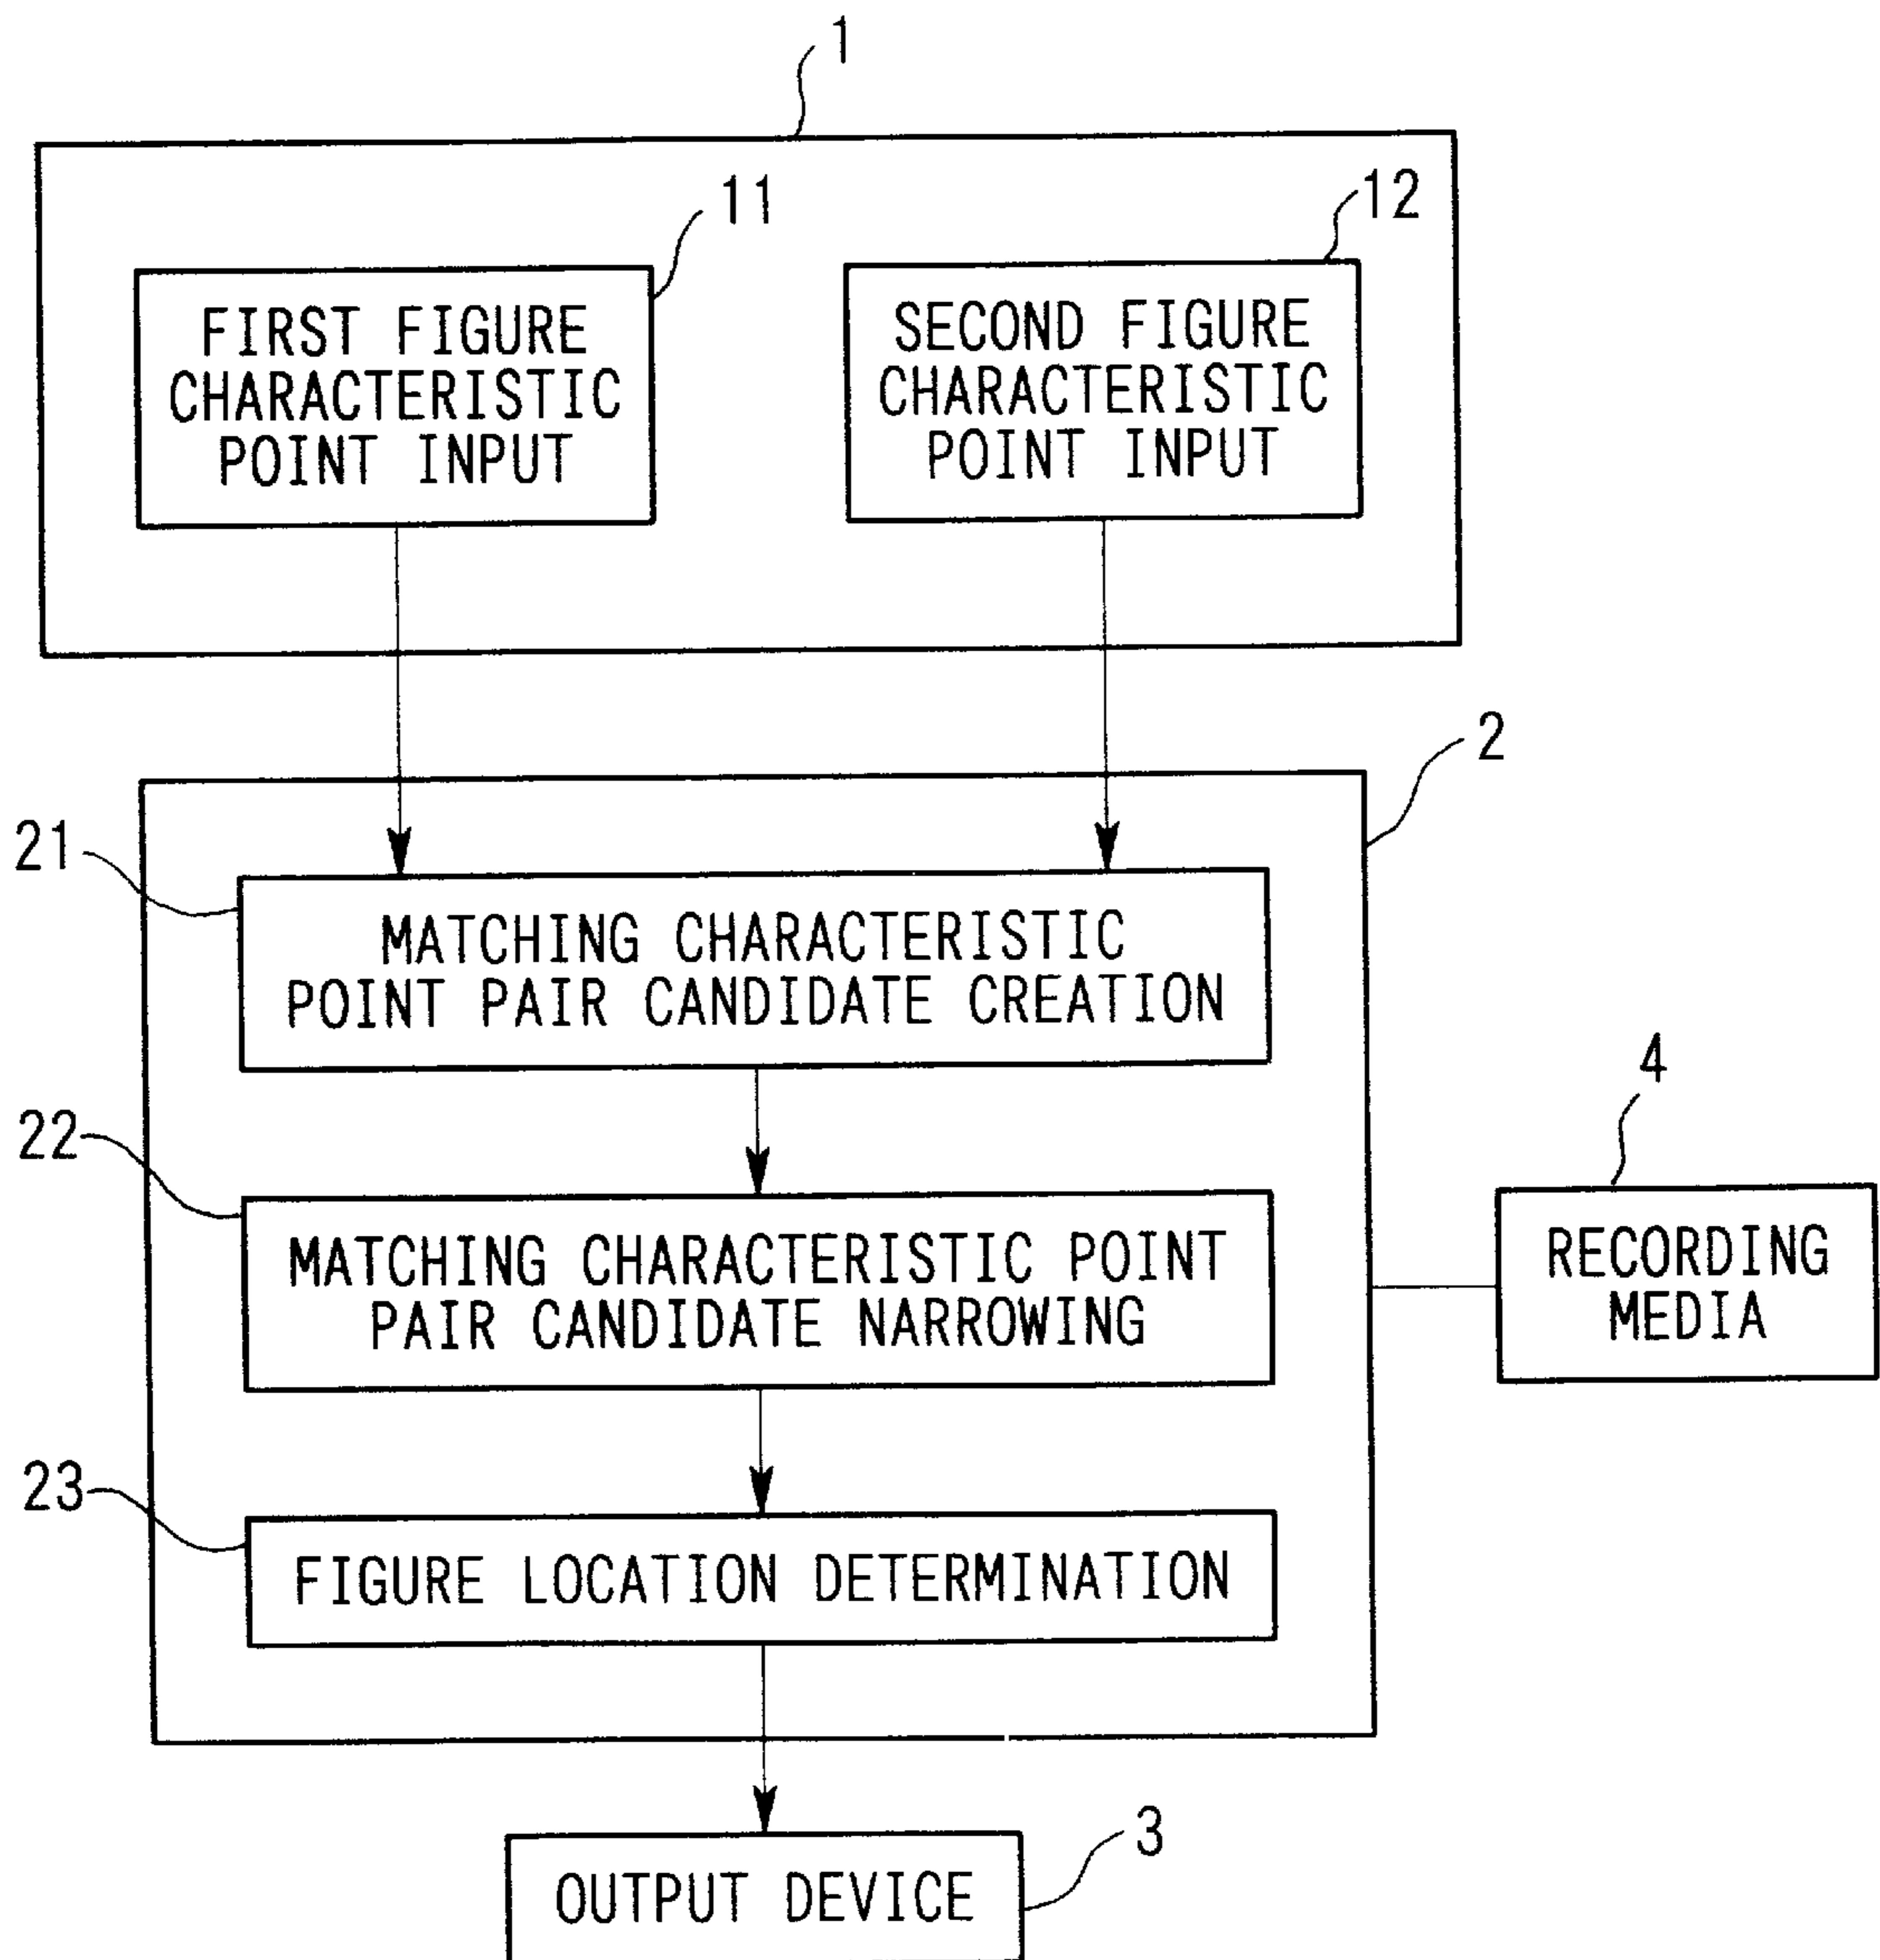 1
11
12
FIRST FIGURE
CHARACTERISTIC
POINT INPUT
SECOND FIGURE
CHARACTERISTIC
POINT INPUT
2
21
MATCHING CHARACTERISTIC
POINT PAIR CANDIDATE CREATION
22
MATCHING CHARACTERISTIC POINT
PAIR CANDIDATE NARROWING
4
RECORDING
MEDIA
23
FIGURE LOCATION DETERMINATION
3
OUTPUT DEVICE